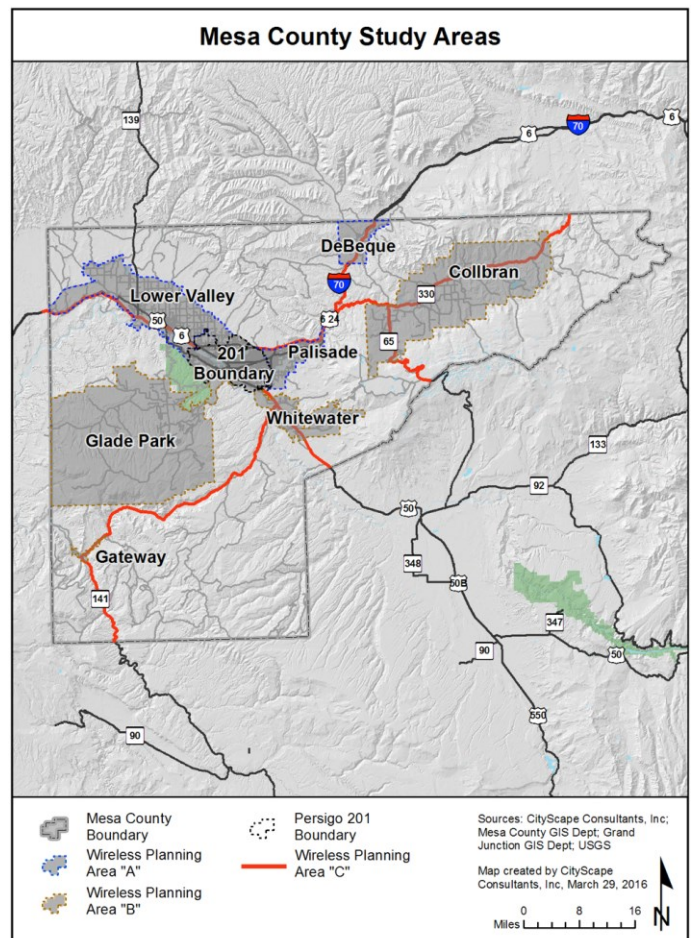 Mesa County Study Areas
139
6
70
6
DeBeque
Collbran
70
Lower Valley
330
50
6
6 24
65
201
Boundary
Palisade
Whitewater
Glade Park
133
92
50
Gateway
348
50B
141
347
90
50
550
90
Mesa County
Boundary
Wireless Planning
Area "A"
Wireless Planning
Area "B"
Persigo 201
Boundary
Wireless Planning
Area "C"
Sources: CityScape Consultants, Inc;
Mesa County GIS Dept; Grand
Junction GIS Dept; USGS
Map created by CityScape
Consultants, Inc, March 29, 2016
0 8 16
Miles
N